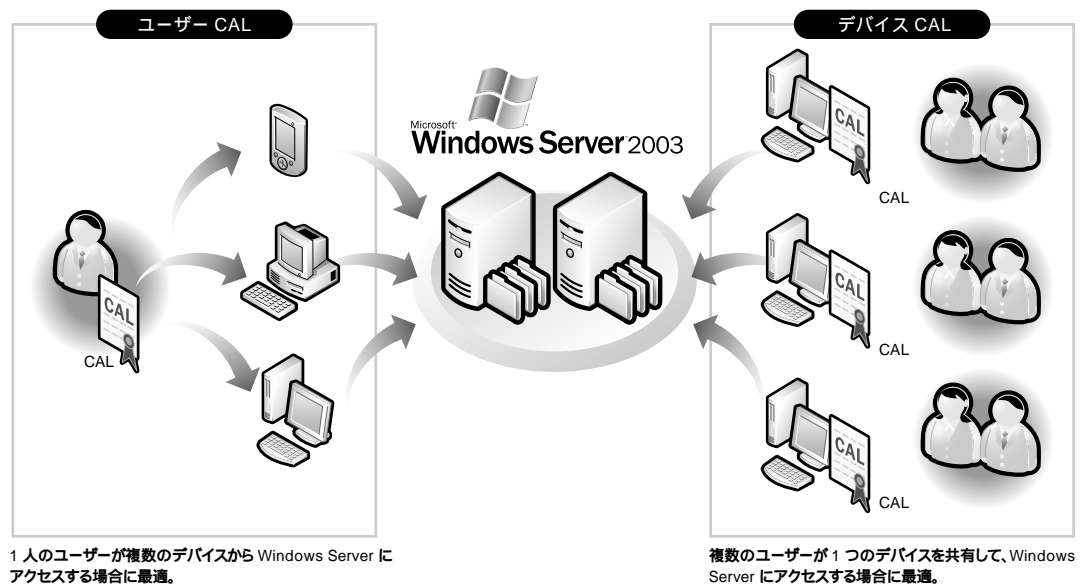 ユーザー CAL
デバイス CAL
Microsoft
Windows Server 2003
CAL
CAL
CAL
CAL
CAL
CAL
CAL
CAL
1 人のユーザーが複数のデバイスから Windows Server に
アクセスする場合に最適。
複数のユーザーが 1 つのデバイスを共有して、Windows
Server にアクセスする場合に最適。